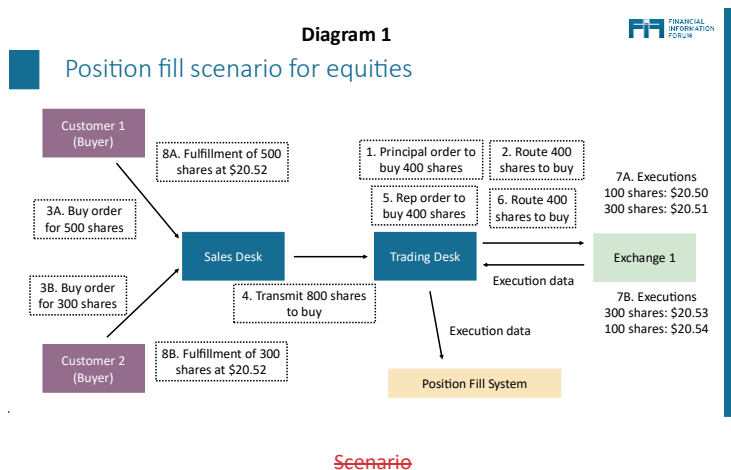 Diagram 1
FIF FINANCIAL
INFORMATION
FORUM
Position fill scenario for equities
Customer 1
(Buyer)
8A. Fulfillment of 500
shares at $20.52
1. Principal order to
buy 400 shares
2. Route 400
shares to buy
7A. Executions
100 shares: $20.50
300 shares: $20.51
5. Rep order to
buy 400 shares
6. Route 400
shares to buy
3A. Buy order
for 500 shares
Sales Desk
Trading Desk
Exchange 1
Execution data
3B. Buy order
for 300 shares
4. Transmit 800 shares
to buy
7B. Executions
300 shares: $20.53
100 shares: $20.54
Execution data
Customer 2
(Buyer)
8B. Fulfillment of 300
shares at $20.52
Position Fill System
Scenario